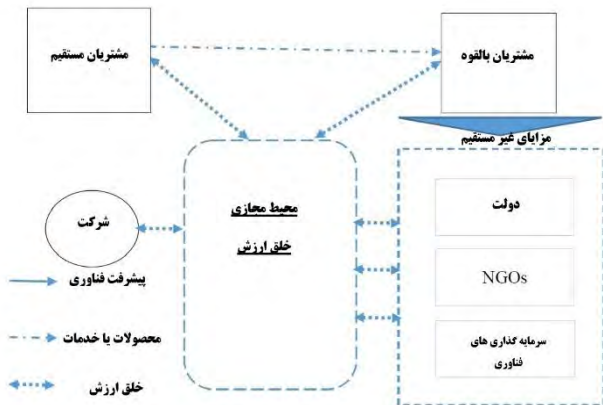 مشتریان مستقیم
مشتریان بالقوه
مزایای غیر مستقیم
محیط مجازی
خلق ارزش
شرکت
دولت
NGOs
سرمایه گذاری های
فناوری
پیشرفت فناوری
محصولات یا خدمات
خلق ارزش